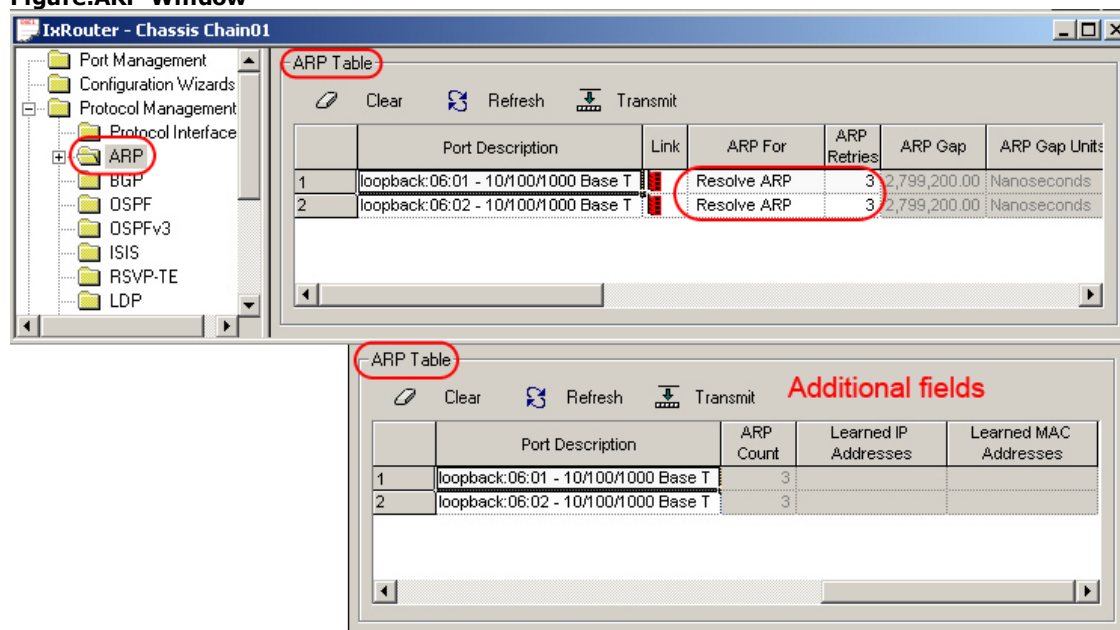 Figure.ARP Window
IxRouter - Chassis Chain01
Port Management
Configuration Wizards
Protocol Management
Protocol Interface
ARP
BGP
OSPF
OSPFv3
ISIS
RSVP-TE
LDP
ARP Table
Clear Refresh Transmit
Port Description Link ARP For ARP Retries ARP Gap ARP Gap Units
1 loopback:06:01 - 10/100/1000 Base T Resolve ARP 3 2,799,200.00 Nanoseconds
2 loopback:06:02 - 10/100/1000 Base T Resolve ARP 3 2,799,200.00 Nanoseconds
ARP Table
Clear Refresh Transmit Additional fields
Port Description ARP Count Learned IP Addresses Learned MAC Addresses
1 loopback:06:01 - 10/100/1000 Base T 3
2 loopback:06:02 - 10/100/1000 Base T 3